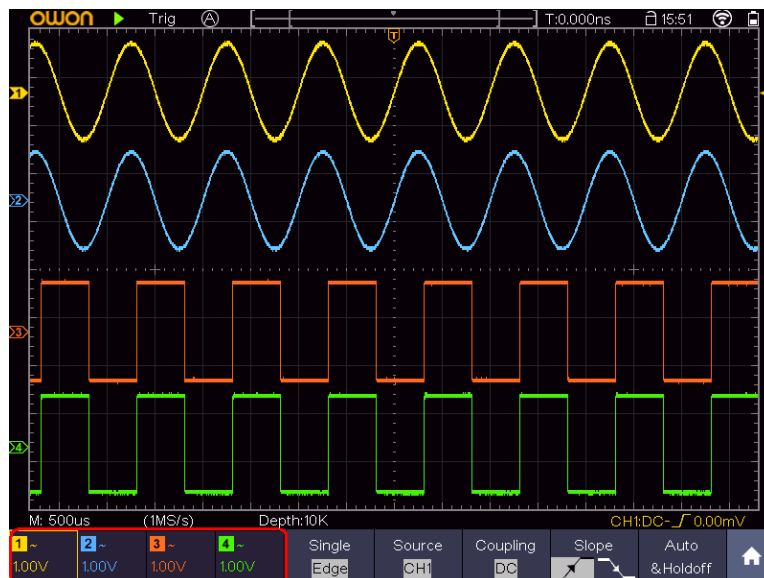 OWON Trig A T:0.000ns 15:51
T
1
2
3
4
M: 500us (1MS/s) Depth:10K CH1:DC- 0.00mV
1 ~ 2 ~ 3 ~ 4 ~ Single Source Coupling Slope Auto
1.00V 1.00V 1.00V 1.00V Edge CH1 DC &Holdoff